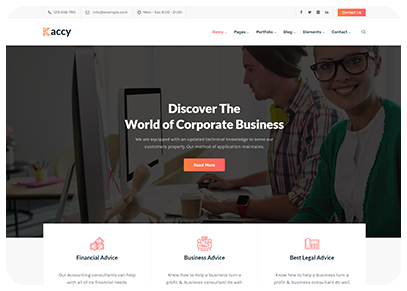 123-456-7890 info@example.com Mon - Sat 8:00 - 21:00 Contact Us
accy Home Pages Portfolio Blog Elements Contact
Discover The
World of Corporate Business
We are equipped with an updated technical knowledge to serve our
customers properly. Our method of application maintains.
Read More
Financial Advice Business Advice Best Legal Advice
Our Accounting consultants can help Know how to help a business turn a Know how to help a business turn a
with all of its financial needs profit & business consultant do well profit & business consultant do well.